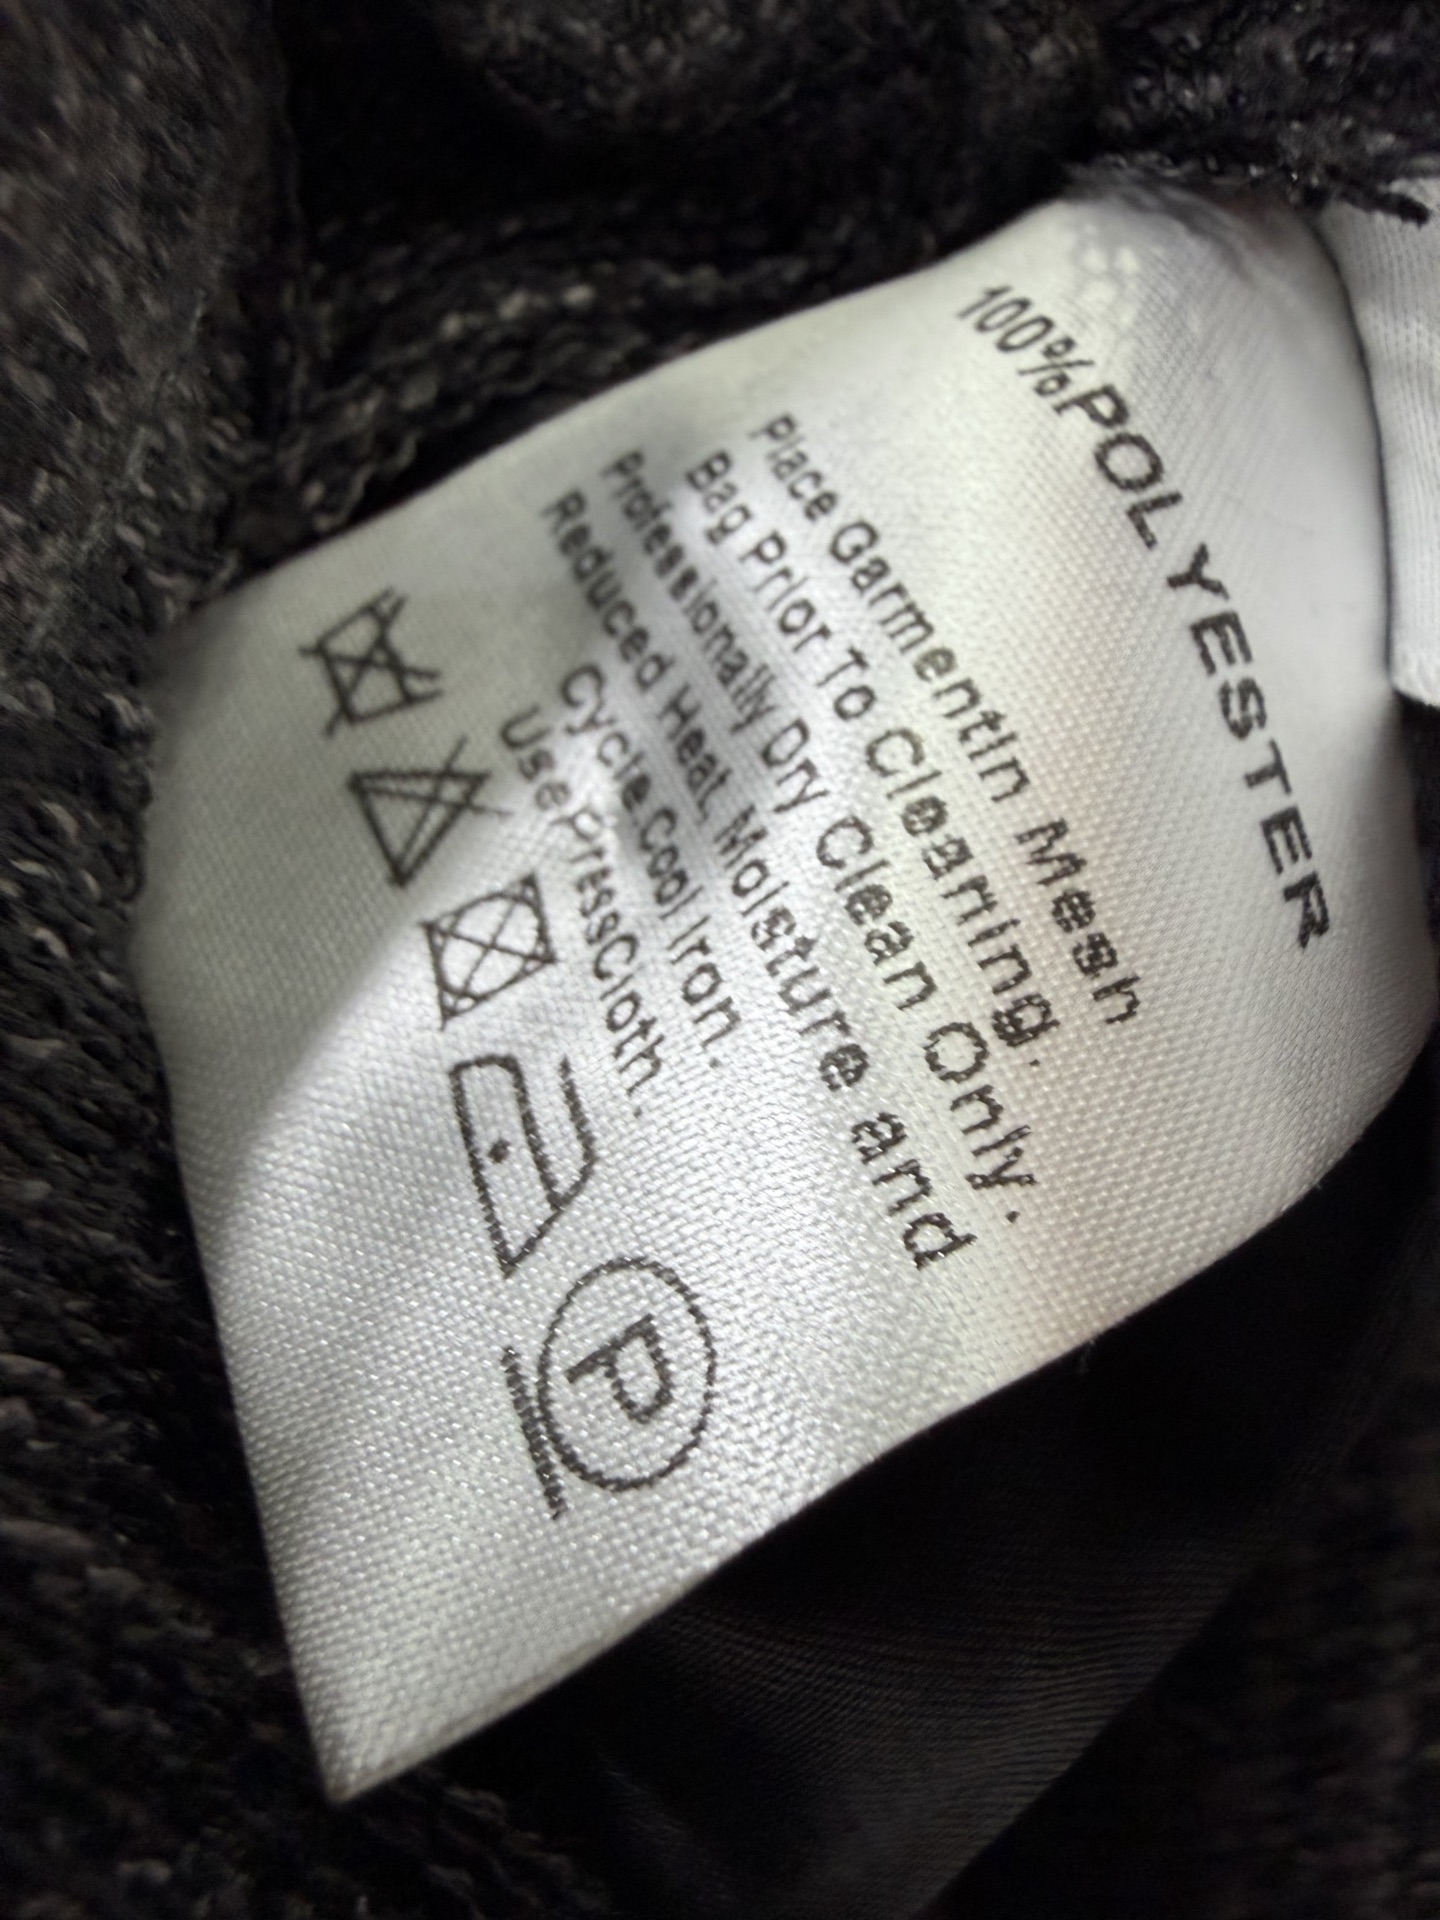 100%POLYESTER
Place GarmentIn Mesh
Bag Prior To Cleaning.
Professionally Dry Clean Only.
Reduced Heat, Moisture and
Cycle.Cool Iron.
Use PressCloth.
P